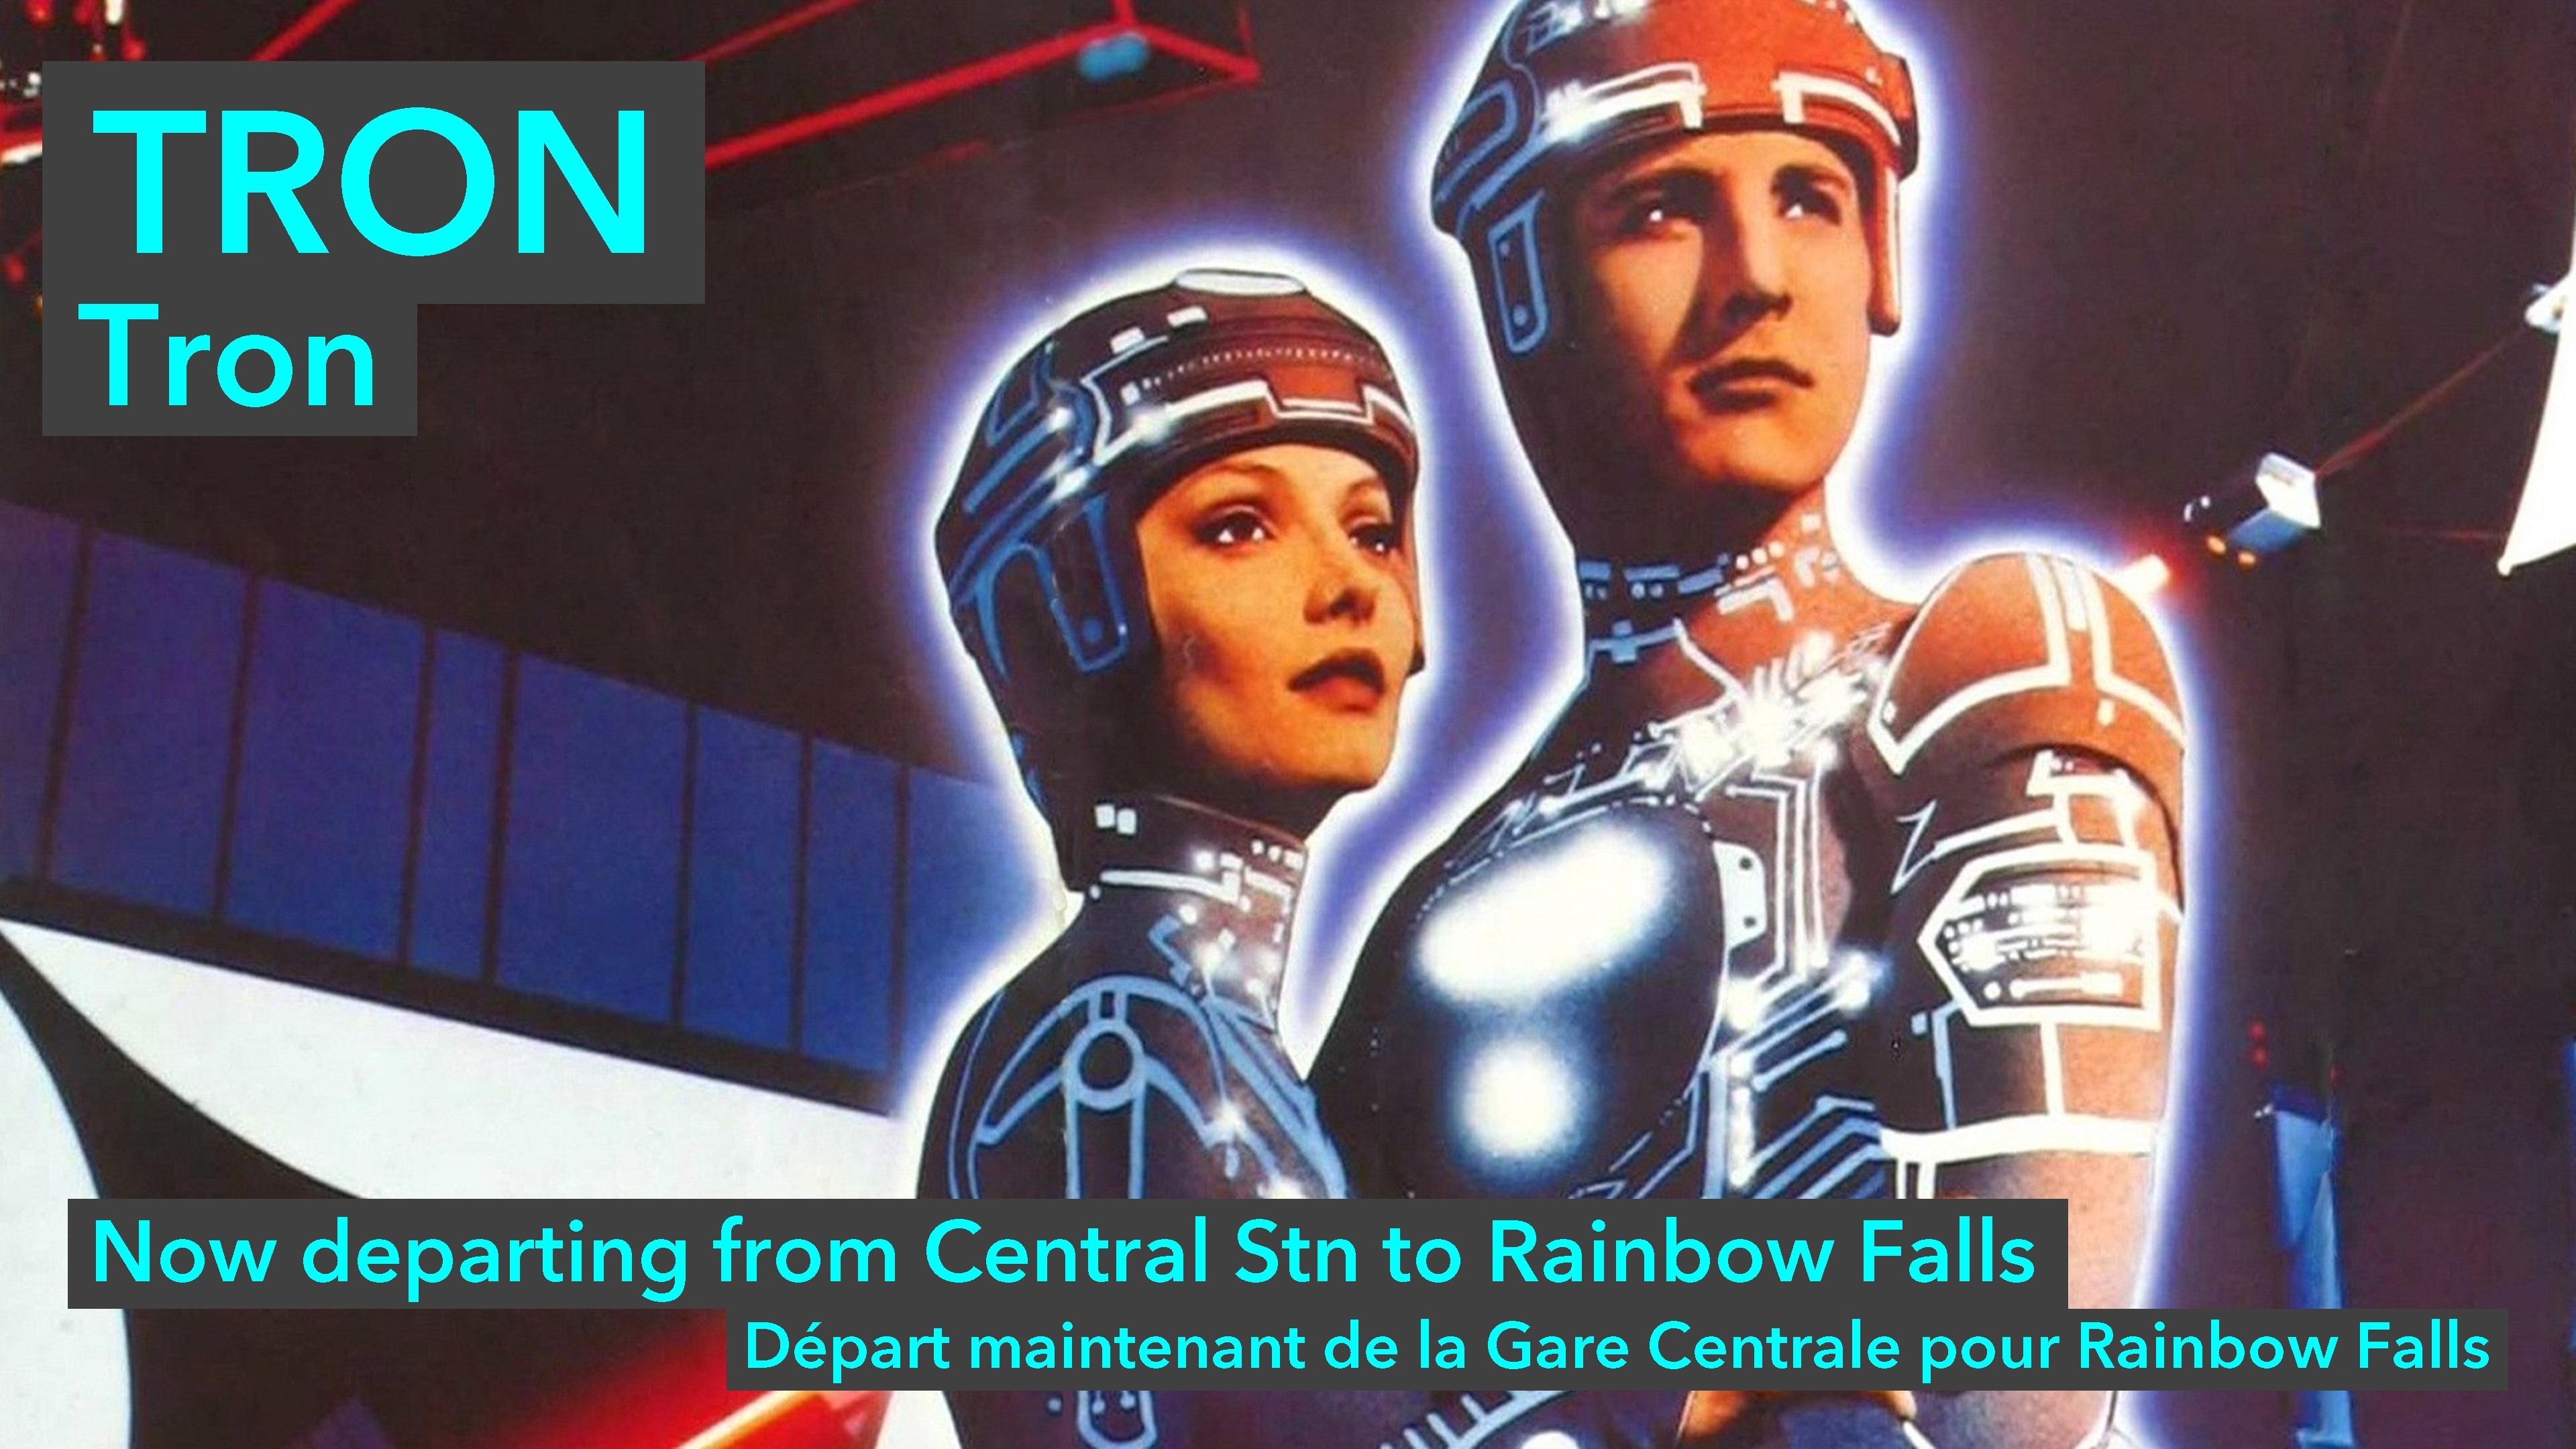 TRON
Tron
Now departing from Central Stn to Rainbow Falls
Départ maintenant de la Gare Centrale pour Rainbow Falls